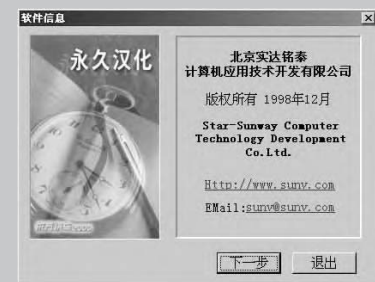 软件信息
永久汉化
北京实达铭泰
计算机应用技术开发有限公司
版权所有 1998年12月
Star-Sunway Computer
Technology Development
Co.Ltd.
Http://www.sunv.com
EMail:sunv@sunv.com
下一步
退出